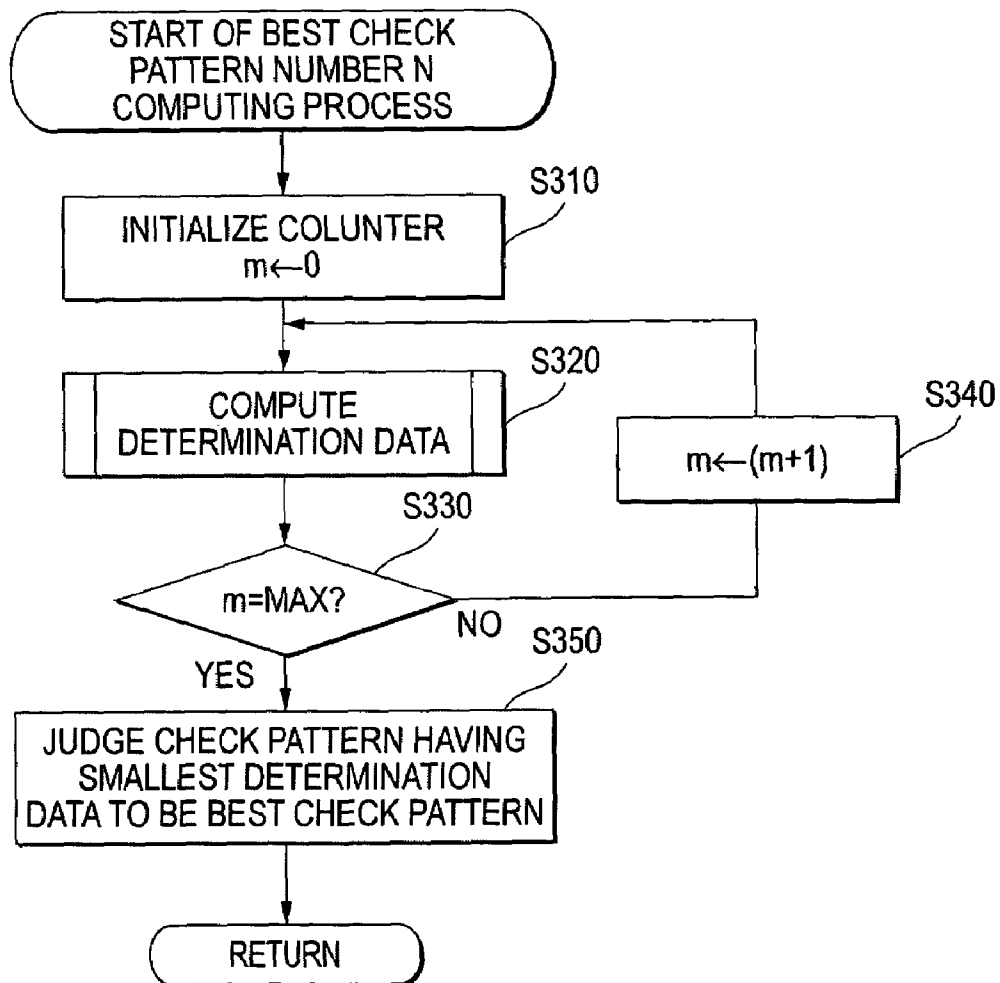 START OF BEST CHECK
PATTERN NUMBER N
COMPUTING PROCESS
S310
INITIALIZE COLUNTER
m←0
S320
COMPUTE
DETERMINATION DATA
S340
m←(m+1)
S330
m=MAX?
NO
YES
S350
JUDGE CHECK PATTERN HAVING
SMALLEST DETERMINATION
DATA TO BE BEST CHECK PATTERN
RETURN